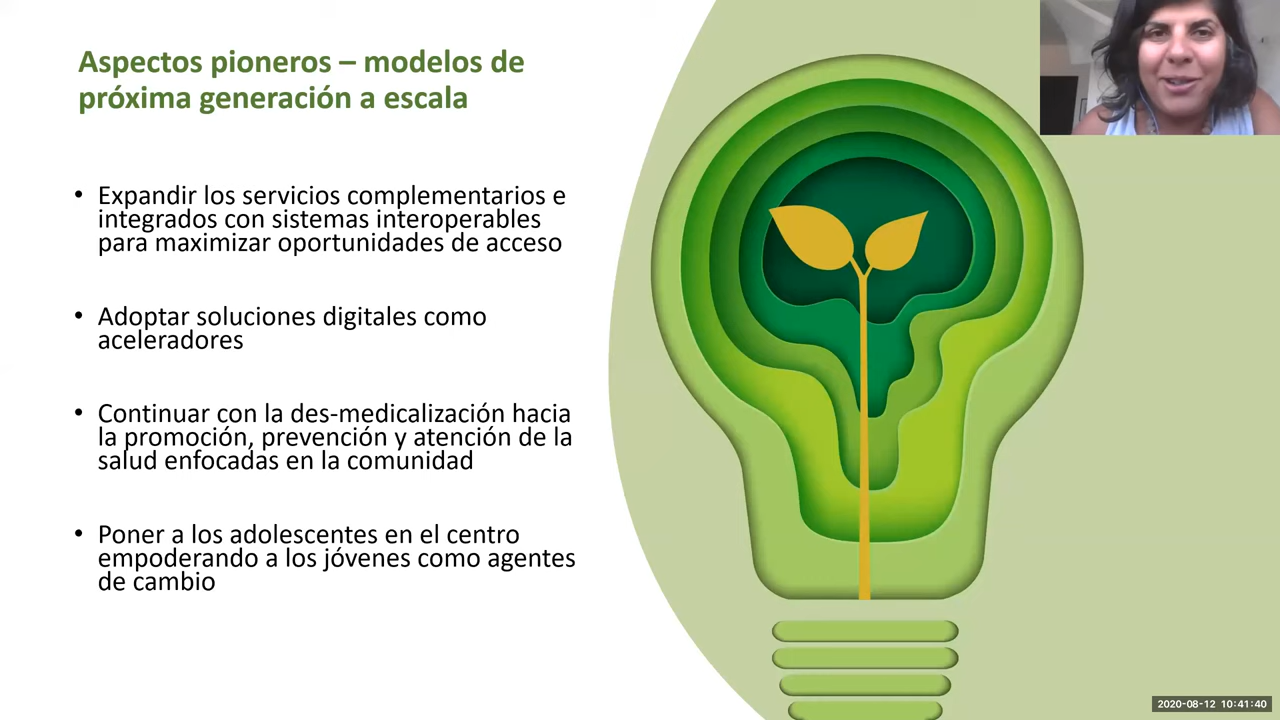 Aspectos pioneros – modelos de
próxima generación a escala
• Expandir los servicios complementarios e
integrados con sistemas interoperables
para maximizar oportunidades de acceso
• Adoptar soluciones digitales como
aceleradores
• Continuar con la des-medicalización hacia
la promoción, prevención y atención de la
salud enfocadas en la comunidad
• Poner a los adolescentes en el centro
empoderando a los jóvenes como agentes
de cambio
2020-08-12 10:41:40